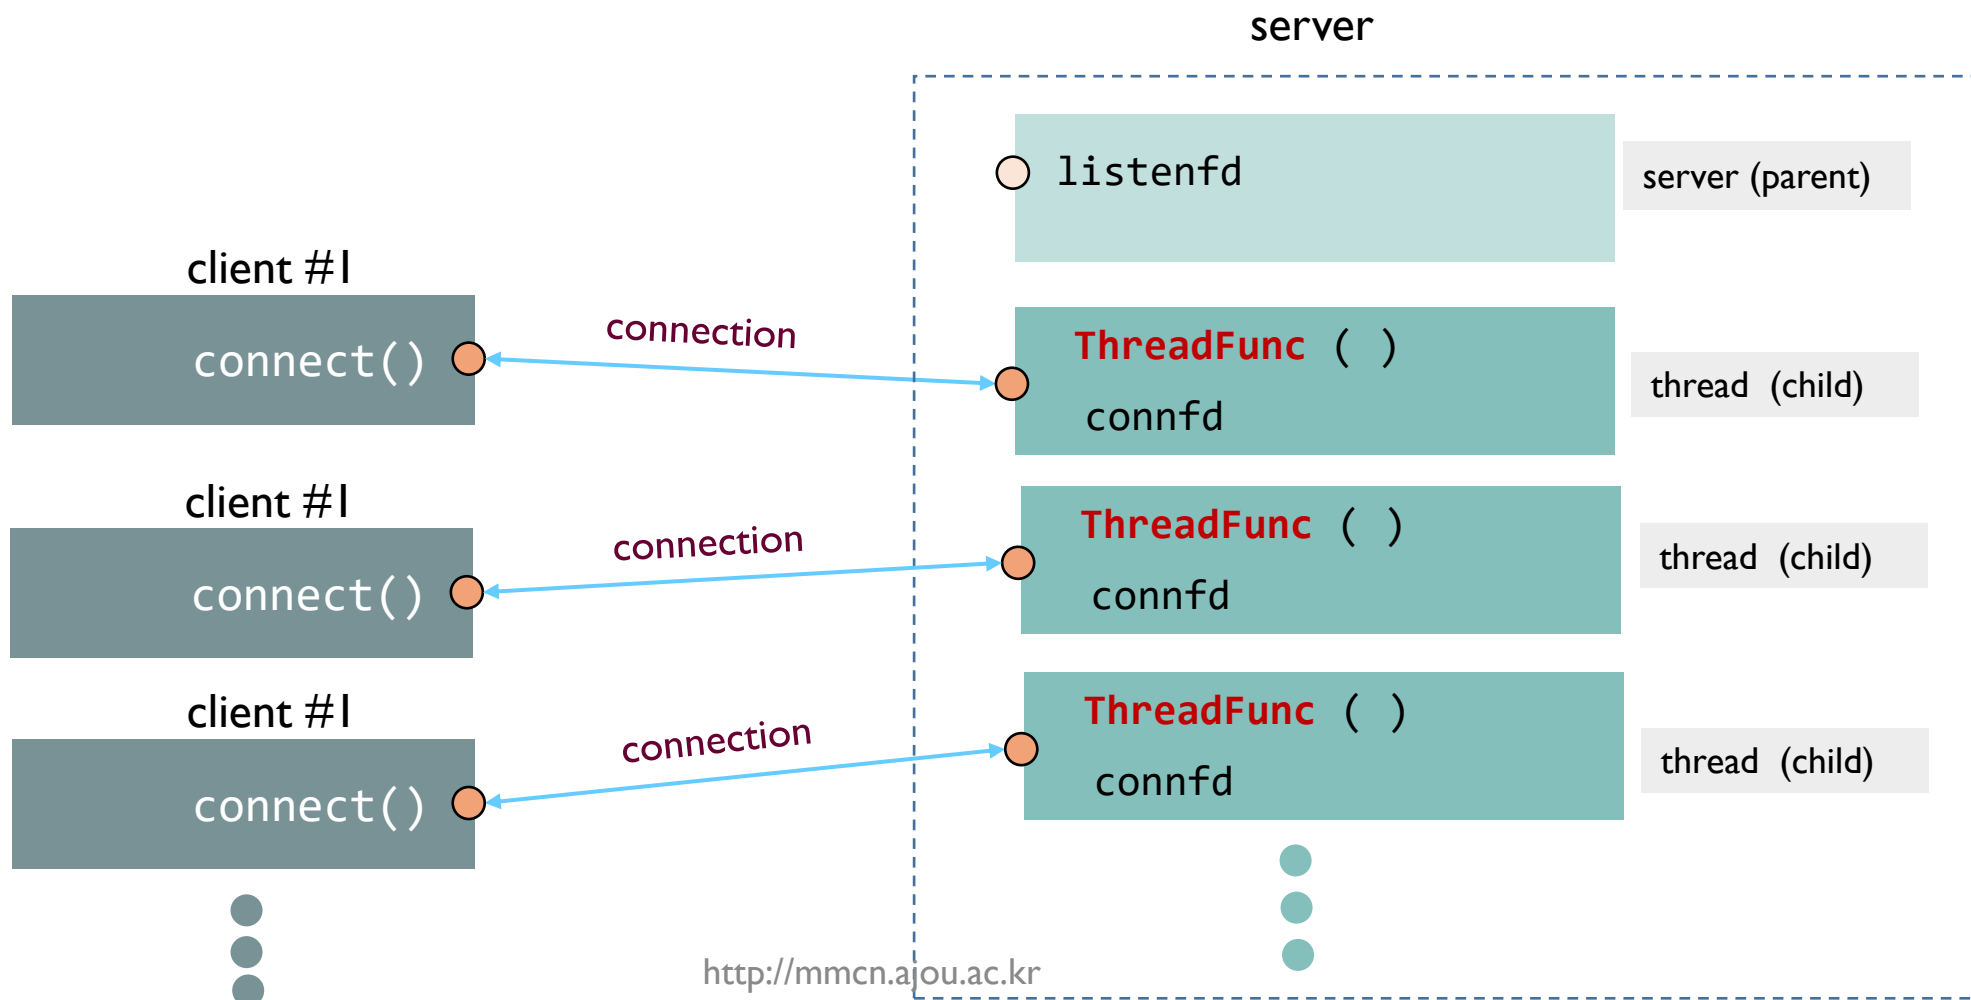 server
listenfd
server (parent)
client #1
connect()
connection
ThreadFunc ( )
connfd
thread (child)
client #1
connect()
connection
ThreadFunc ( )
connfd
thread (child)
client #1
connect()
connection
ThreadFunc ( )
connfd
thread (child)
http://mmcn.ajou.ac.kr